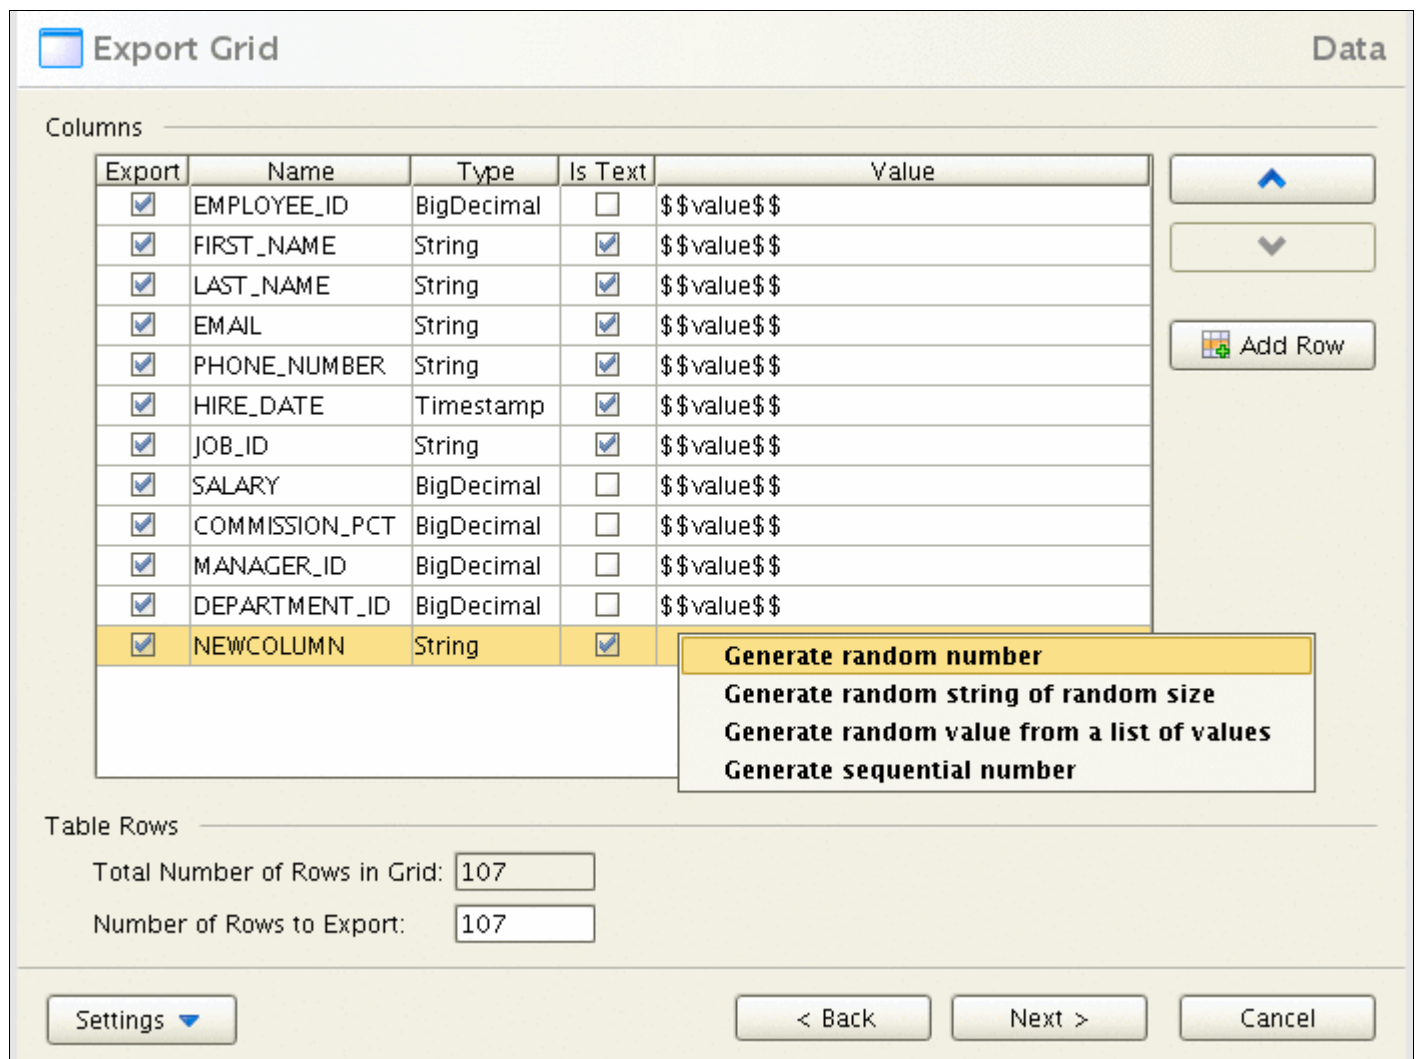 Export Grid Data
Columns
Export Name Type Is Text Value
EMPLOYEE_ID BigDecimal $$value$$
FIRST_NAME String $$value$$
LAST_NAME String $$value$$
EMAIL String $$value$$
PHONE_NUMBER String $$value$$
HIRE_DATE Timestamp $$value$$
JOB_ID String $$value$$
SALARY BigDecimal $$value$$
COMMISSION_PCT BigDecimal $$value$$
MANAGER_ID BigDecimal $$value$$
DEPARTMENT_ID BigDecimal $$value$$
NEWCOLUMN String
Add Row
Generate random number
Generate random string of random size
Generate random value from a list of values
Generate sequential number
Table Rows
Total Number of Rows in Grid: 107
Number of Rows to Export: 107
Settings < Back Next > Cancel